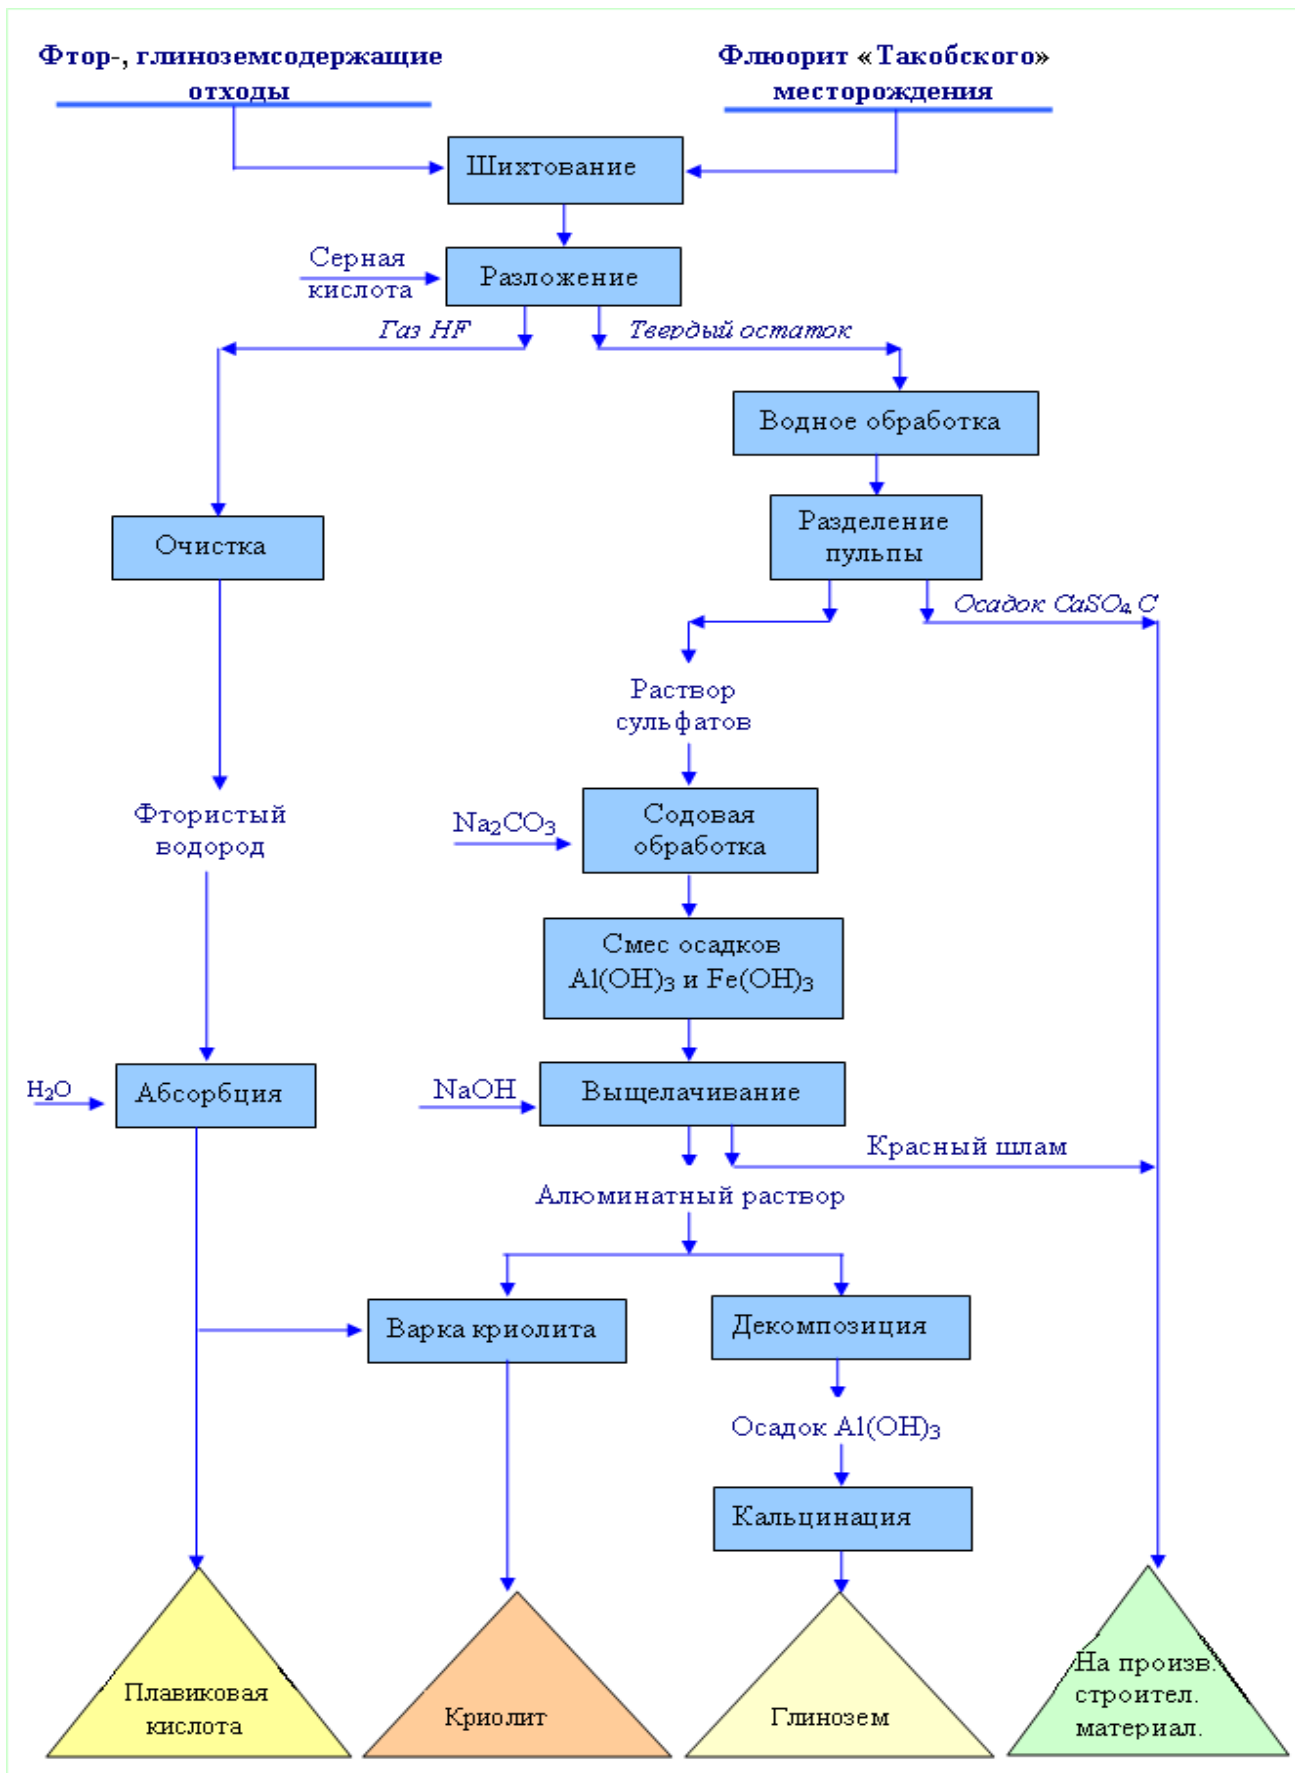 Фтор-, глиноземсодержащие
отходы
Флюорит «Такобского»
месторождения
Шихтование
Серная
кислота
Разложение
Газ HF
Твердый остаток
Водное обработка
Разделение
пульпы
Очистка
Осадок CaSO₄, C
Раствор
сульфатов
Фтористый
водород
Na₂CO₃
Содовая
обработка
Смес осадков
Al(OH)₃ и Fe(OH)₃
H₂O
Абсорбция
NaOH
Выщелачивание
Красный шлам
Алюминатный раствор
Варка криолита
Декомпозиция
Осадок Al(OH)₃
Кальцинация
Плавиковая
кислота
Криолит
Глинозем
На произв.
строител.
материал.